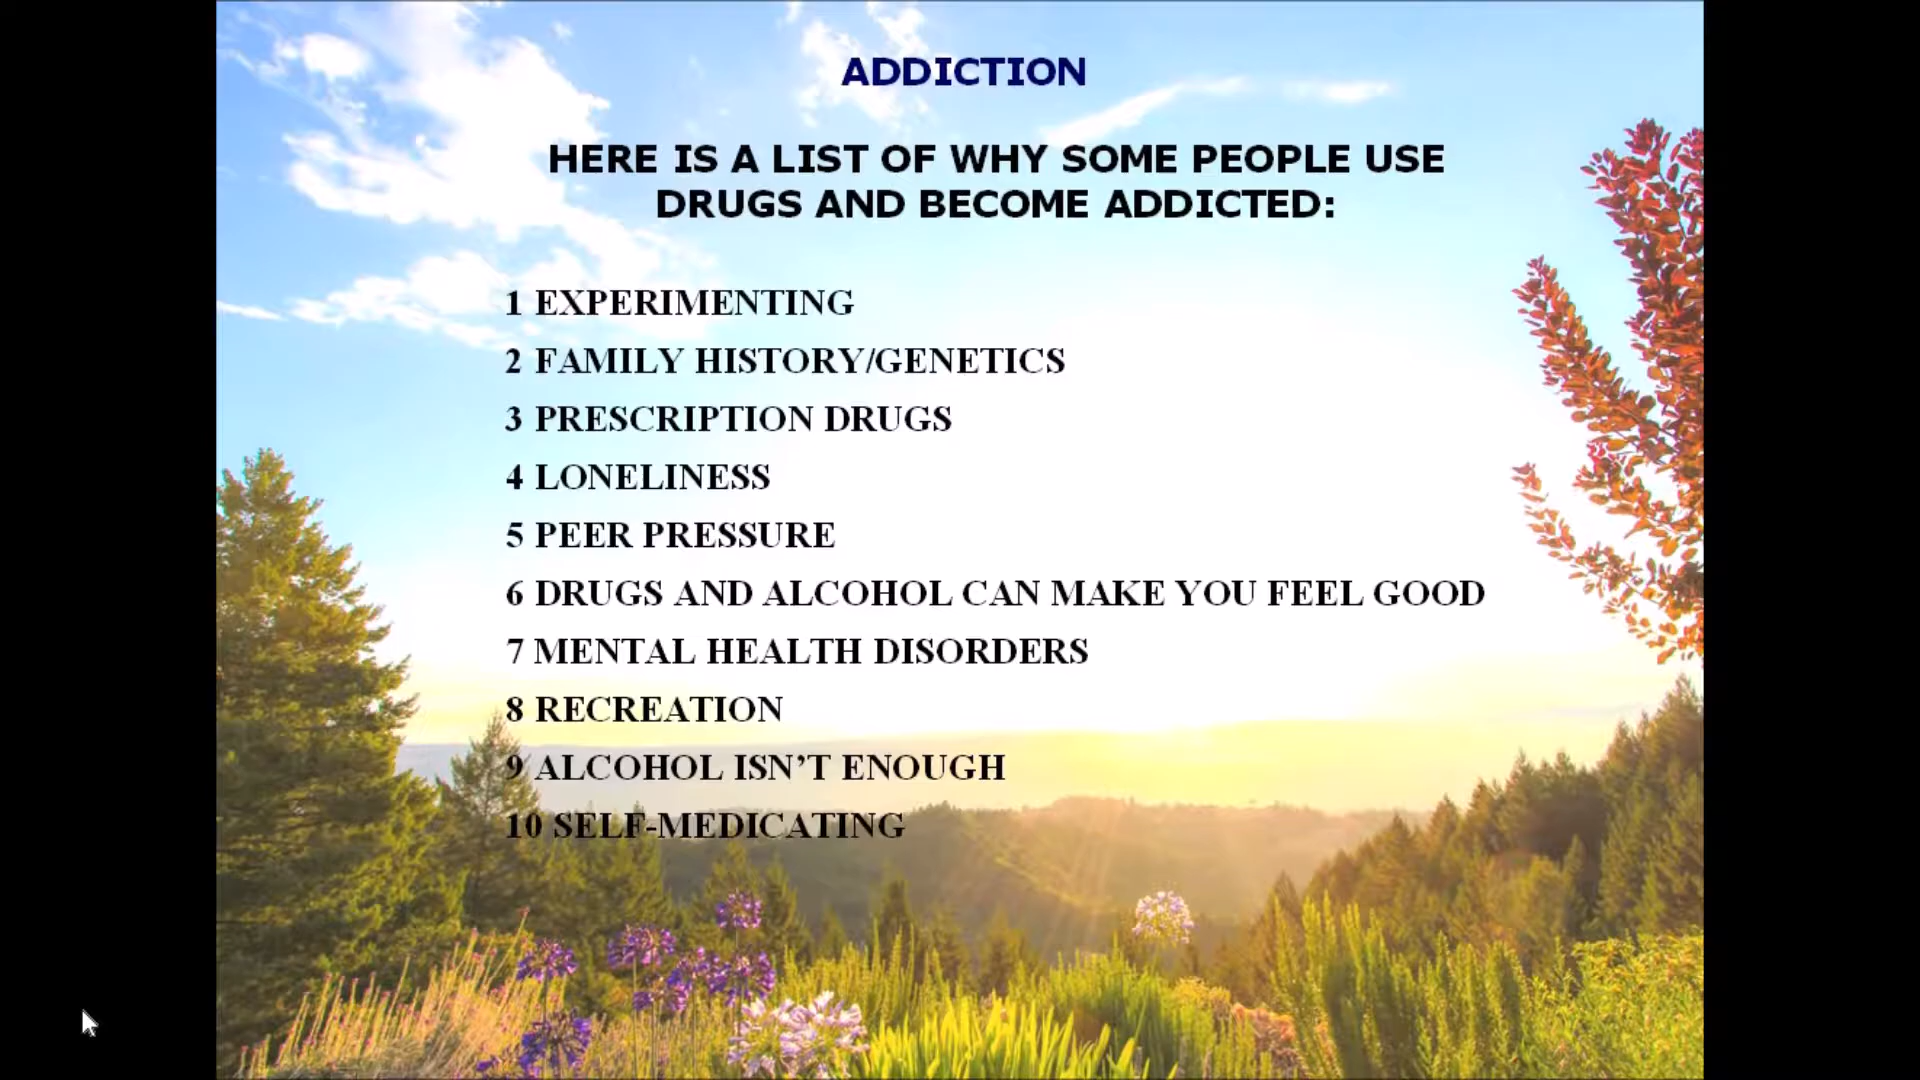 ADDICTION
HERE IS A LIST OF WHY SOME PEOPLE USE
DRUGS AND BECOME ADDICTED:
1 EXPERIMENTING
2 FAMILY HISTORY/GENETICS
3 PRESCRIPTION DRUGS
4 LONELINESS
5 PEER PRESSURE
6 DRUGS AND ALCOHOL CAN MAKE YOU FEEL GOOD
7 MENTAL HEALTH DISORDERS
8 RECREATION
9 ALCOHOL ISN’T ENOUGH
10 SELF-MEDICATING